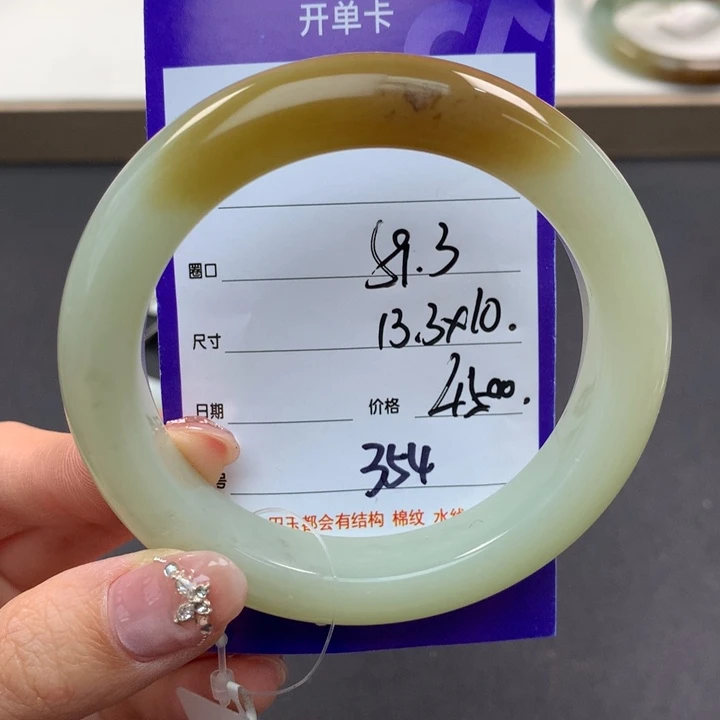 开单卡
圈口 59.3
尺寸 13.3x10.
日期 价格 4500.
号 354
玉都会有结构 棉纹 水线